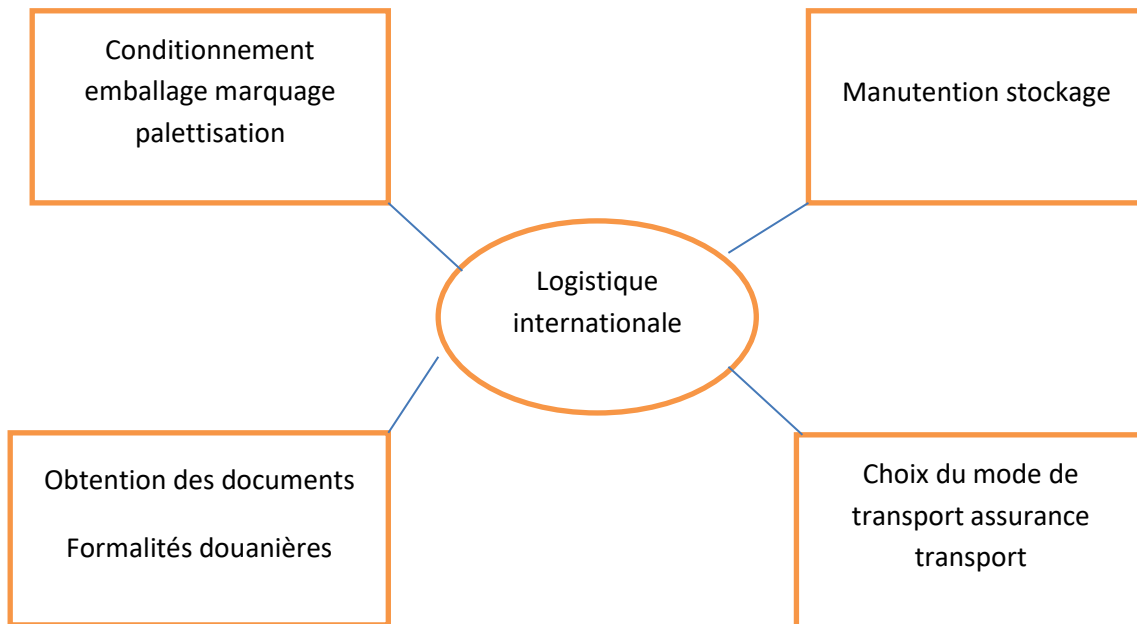 Conditionnement
emballage marquage
palettisation
Manutention stockage
Logistique
internationale
Obtention des documents
Formalités douanières
Choix du mode de
transport assurance
transport